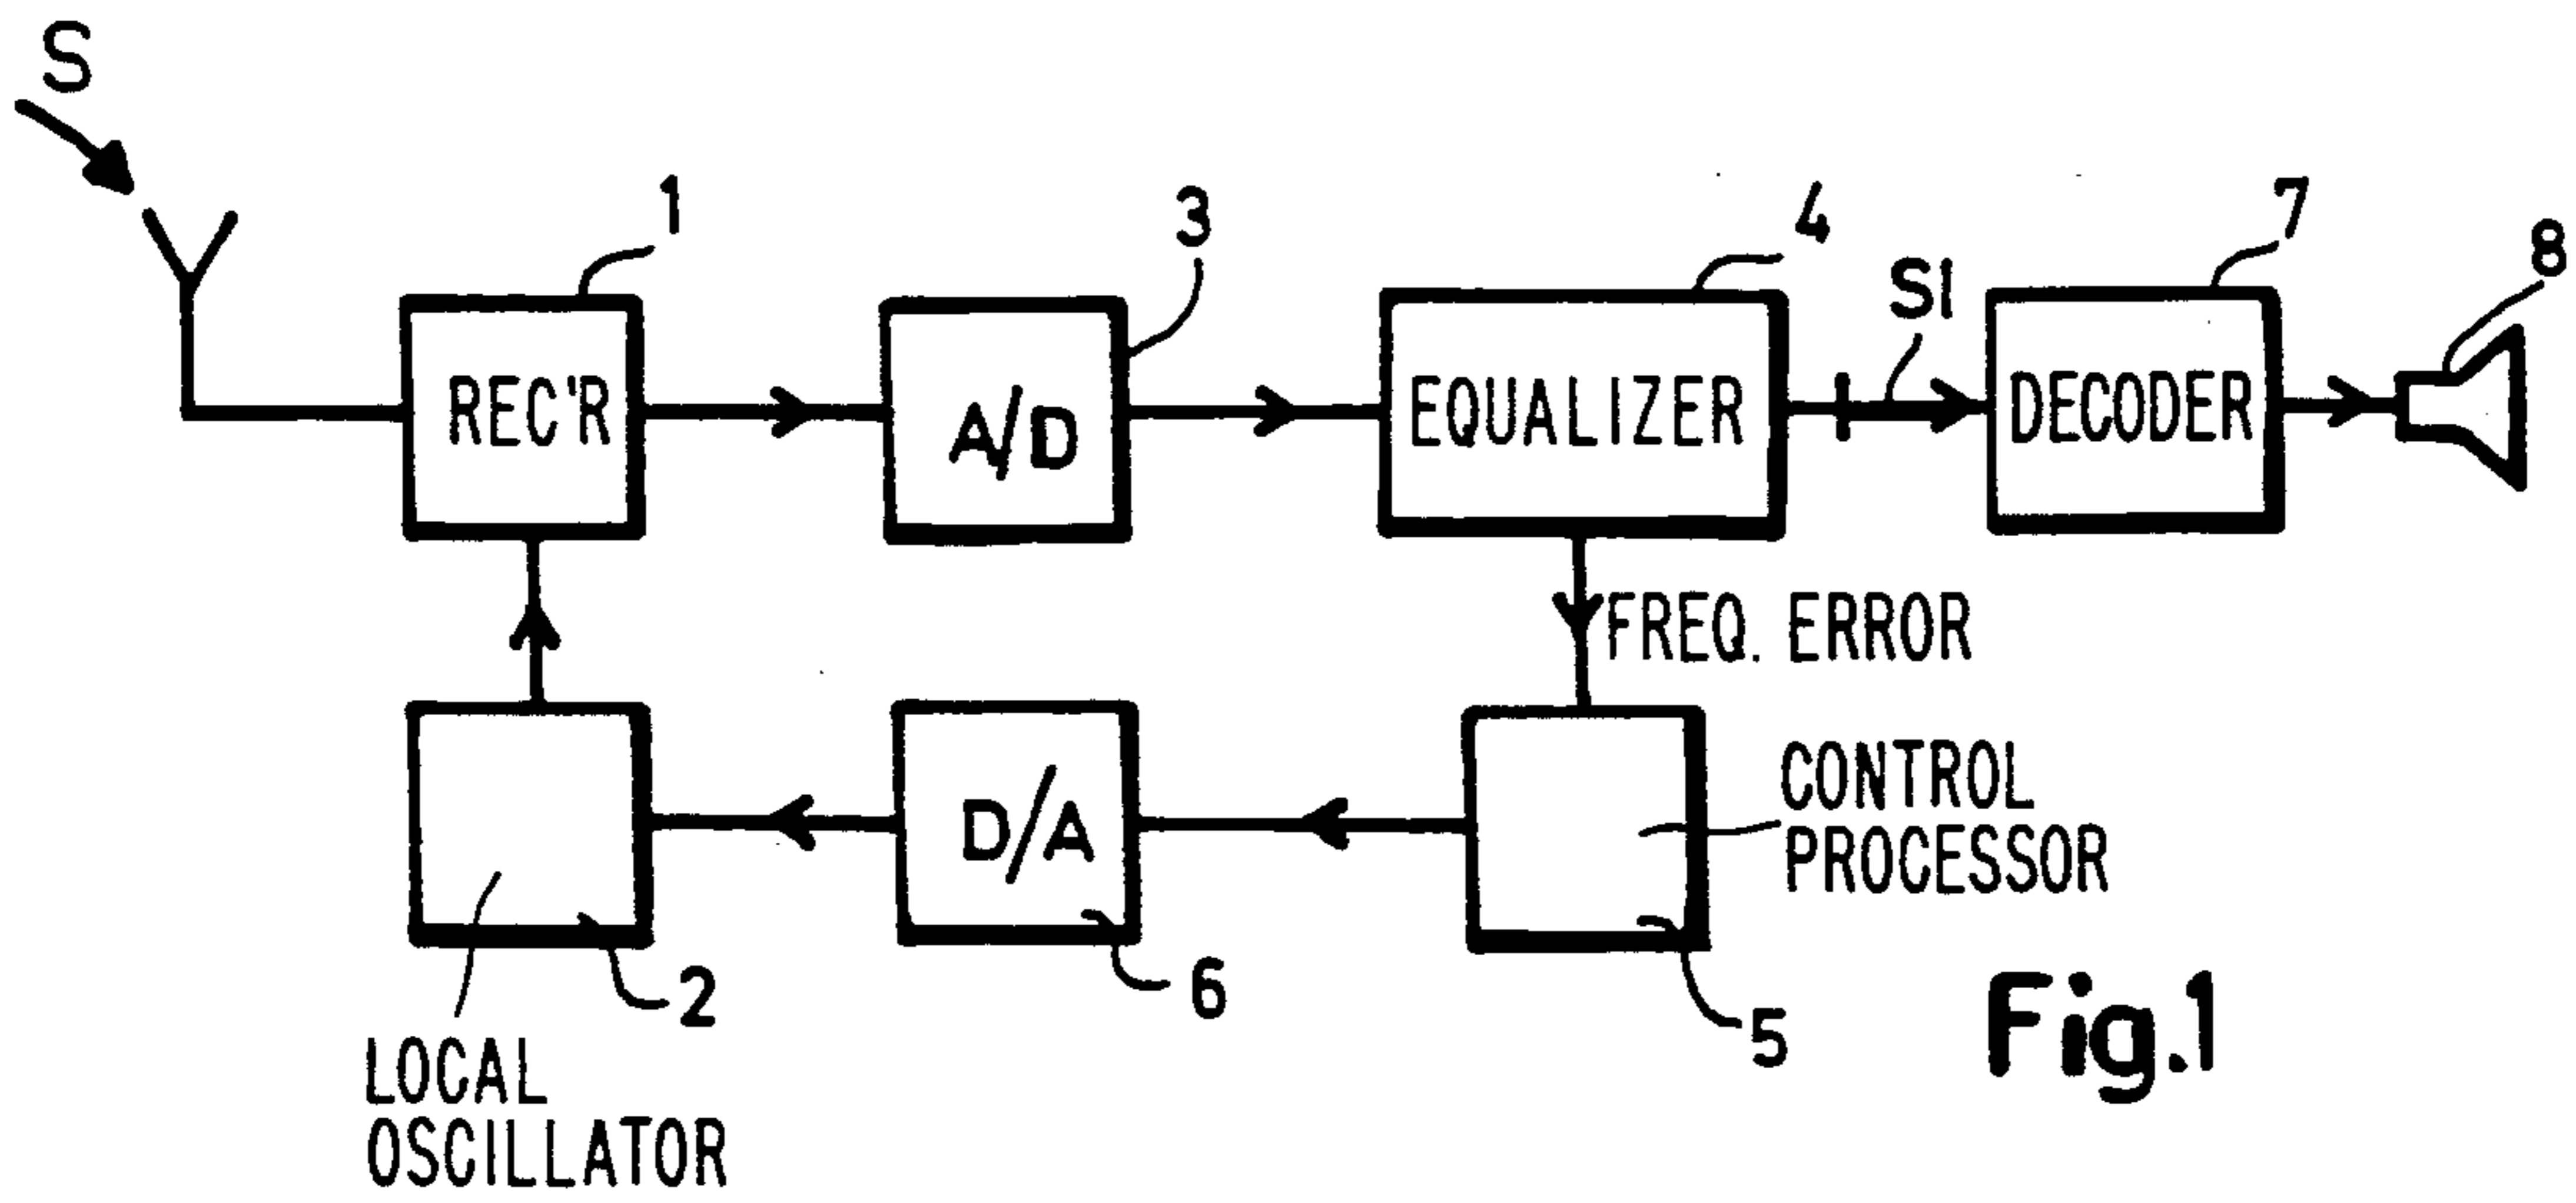 S
1
3
4
7
8
S1
REC'R
A/D
EQUALIZER
DECODER
FREQ. ERROR
D/A
CONTROL
PROCESSOR
2
6
5
LOCAL
OSCILLATOR
Fig.1